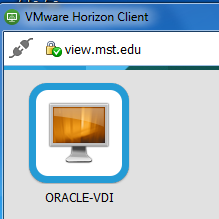 VMware Horizon Client
view.mst.edu
ORACLE-VDI